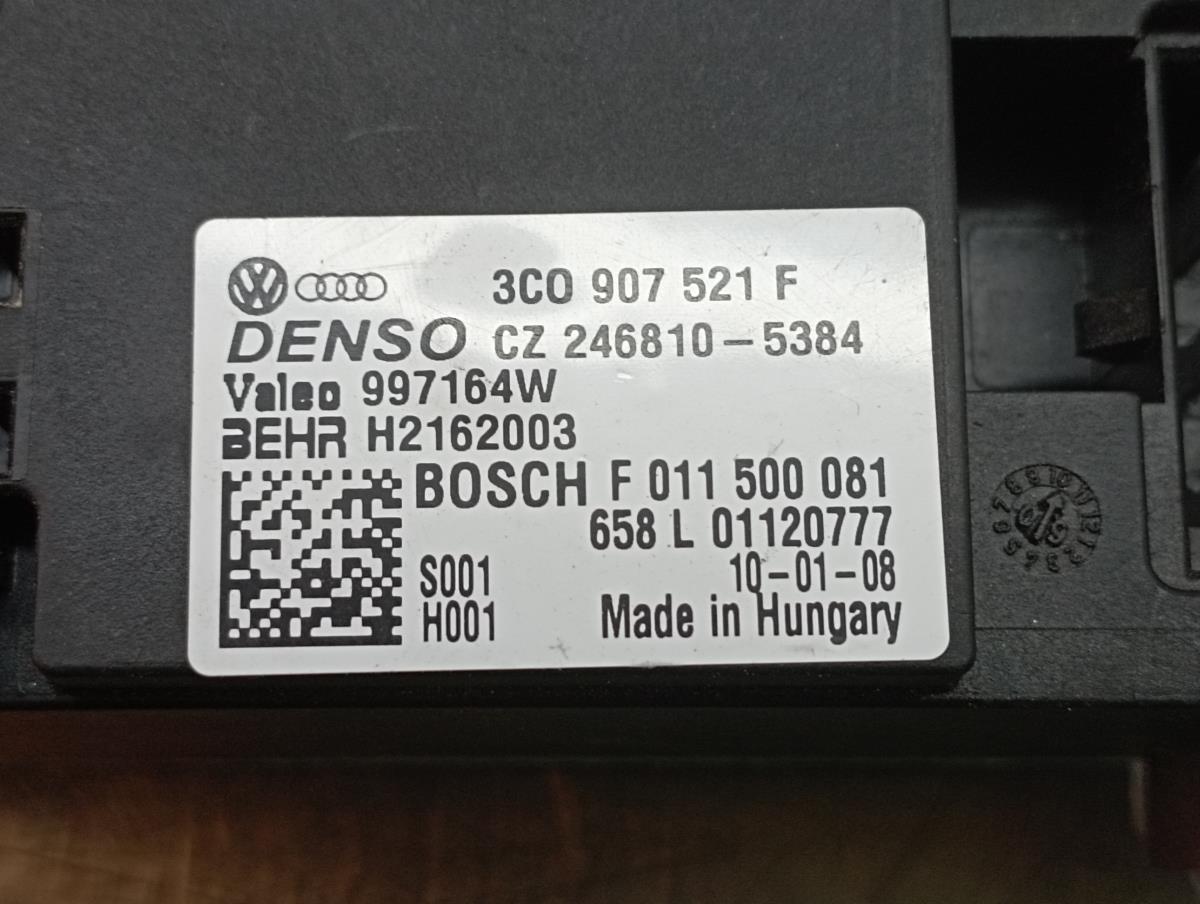 3C0 907 521 F
DENSO CZ 246810-5384
Valeo 997164W
BEHR H2162003
BOSCH F 011 500 081
658 L 01120777
S001 10-01-08
H001 Made in Hungary